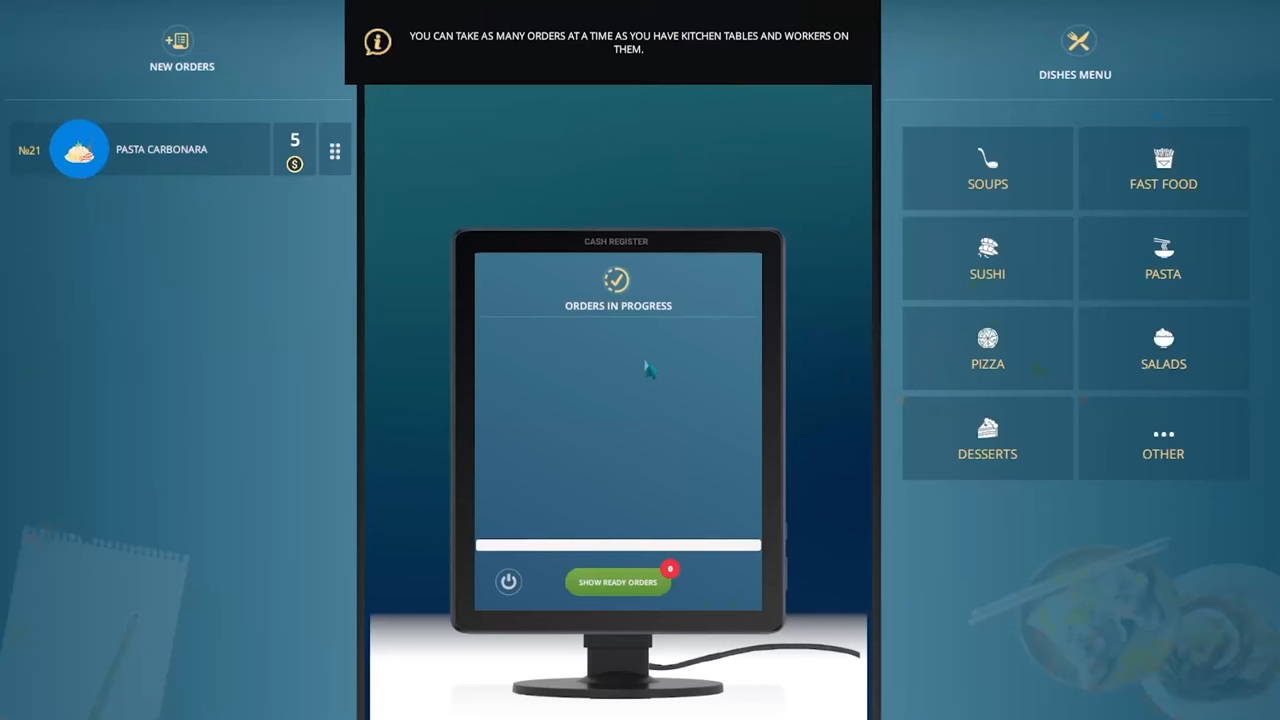 NEW ORDERS
№21
PASTA CARBONARA
5
$
YOU CAN TAKE AS MANY ORDERS AT A TIME AS YOU HAVE KITCHEN TABLES AND WORKERS ON
THEM.
CASH REGISTER
ORDERS IN PROGRESS
SHOW READY ORDERS
0
DISHES MENU
SOUPS
FAST FOOD
SUSHI
PASTA
PIZZA
SALADS
DESSERTS
OTHER